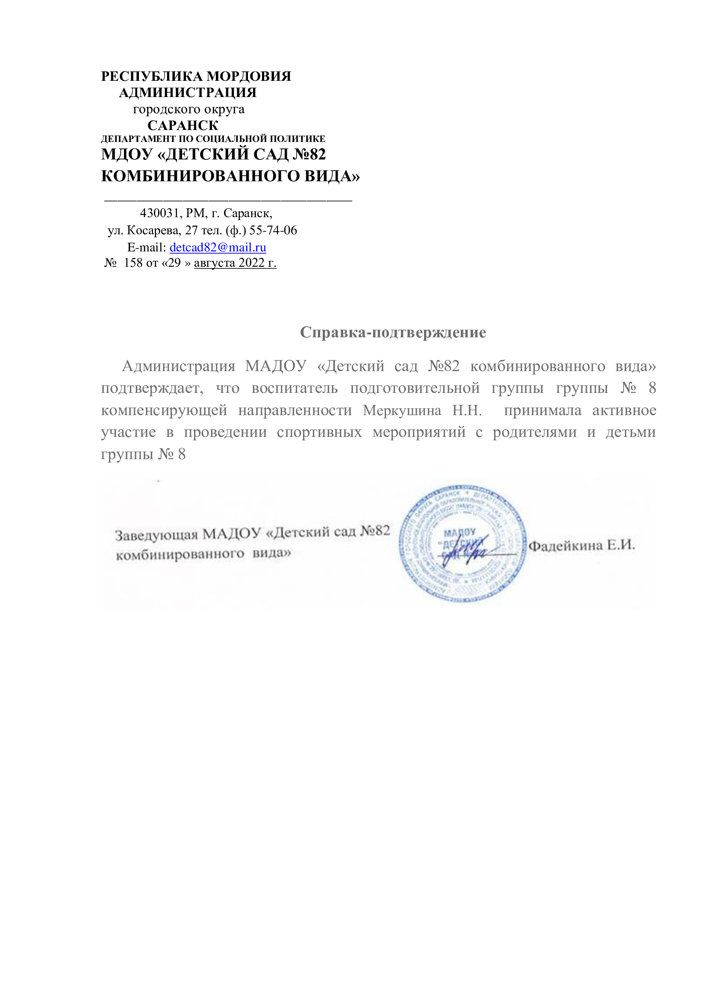 РЕСПУБЛИКА МОРДОВИЯ
АДМИНИСТРАЦИЯ
городского округа
САРАНСК
ДЕПАРТАМЕНТ ПО СОЦИАЛЬНОЙ ПОЛИТИКЕ
МДОУ «ДЕТСКИЙ САД №82
КОМБИНИРОВАННОГО ВИДА»
430031, РМ, г. Саранск,
ул. Косарева, 27 тел. (ф.) 55-74-06
E-mail: detcad82@mail.ru
№ 158 от «29 » августа 2022 г.
Справка-подтверждение
Администрация МАДОУ «Детский сад №82 комбинированного вида»
подтверждает, что воспитатель подготовительной группы группы № 8
компенсирующей направленности Меркушина Н.Н. принимала активное
участие в проведении спортивных мероприятий с родителями и детьми
группы № 8
Заведующая МАДОУ «Детский сад №82
комбинированного вида»
МАДОУ
"ДЕТСКИЙ
САД
Фадейкина Е.И.